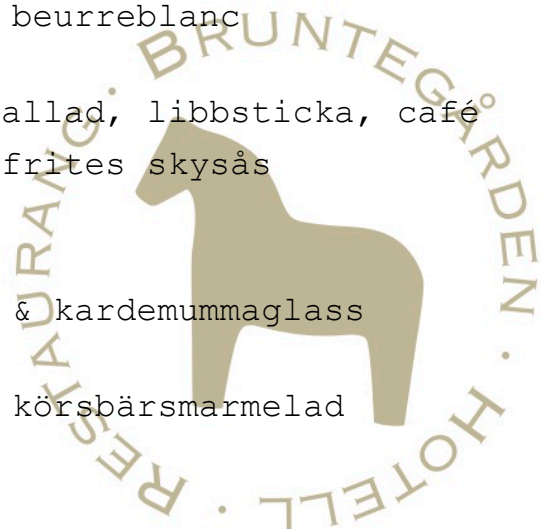 beurreblanc
allad, libbsticka, café
frites skysås
& kardemummaglass
körsbärsmarmelad
RESTAURANG · BRUNTEGÅRDEN · HOTELL ·